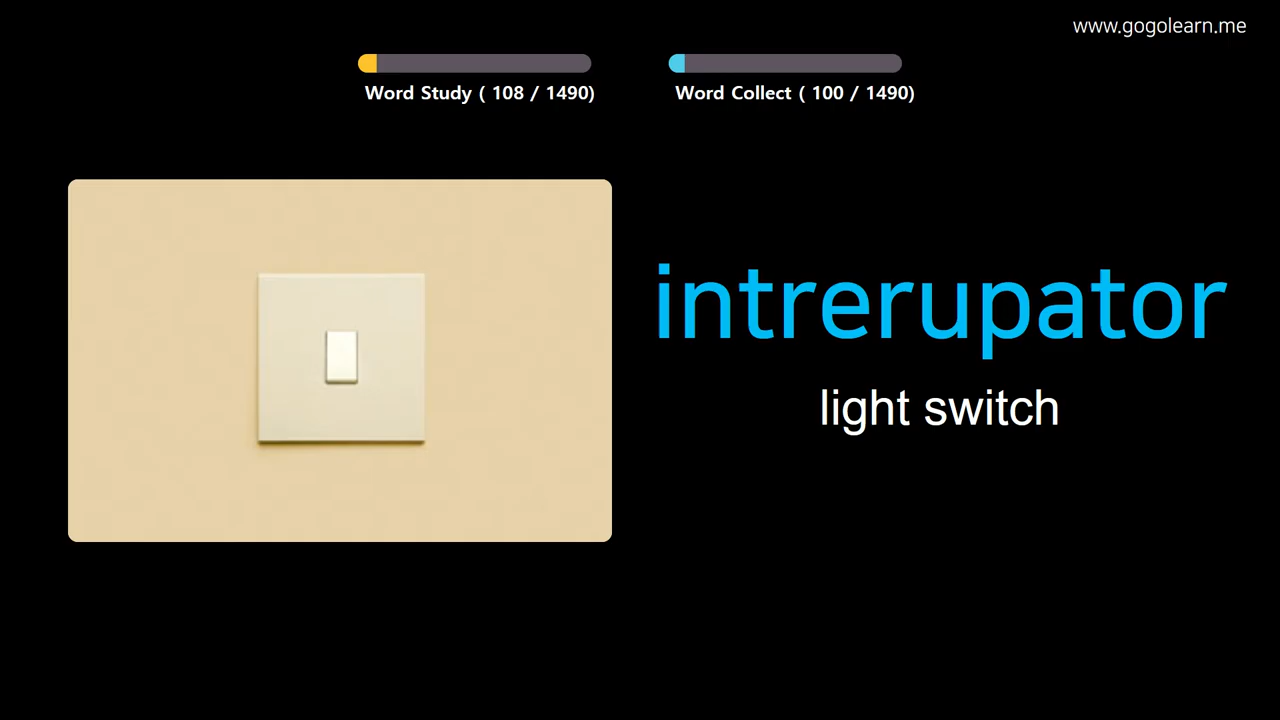 www.gogolearn.me
Word Study ( 108 / 1490)
Word Collect ( 100 / 1490)
intrerupator
light switch